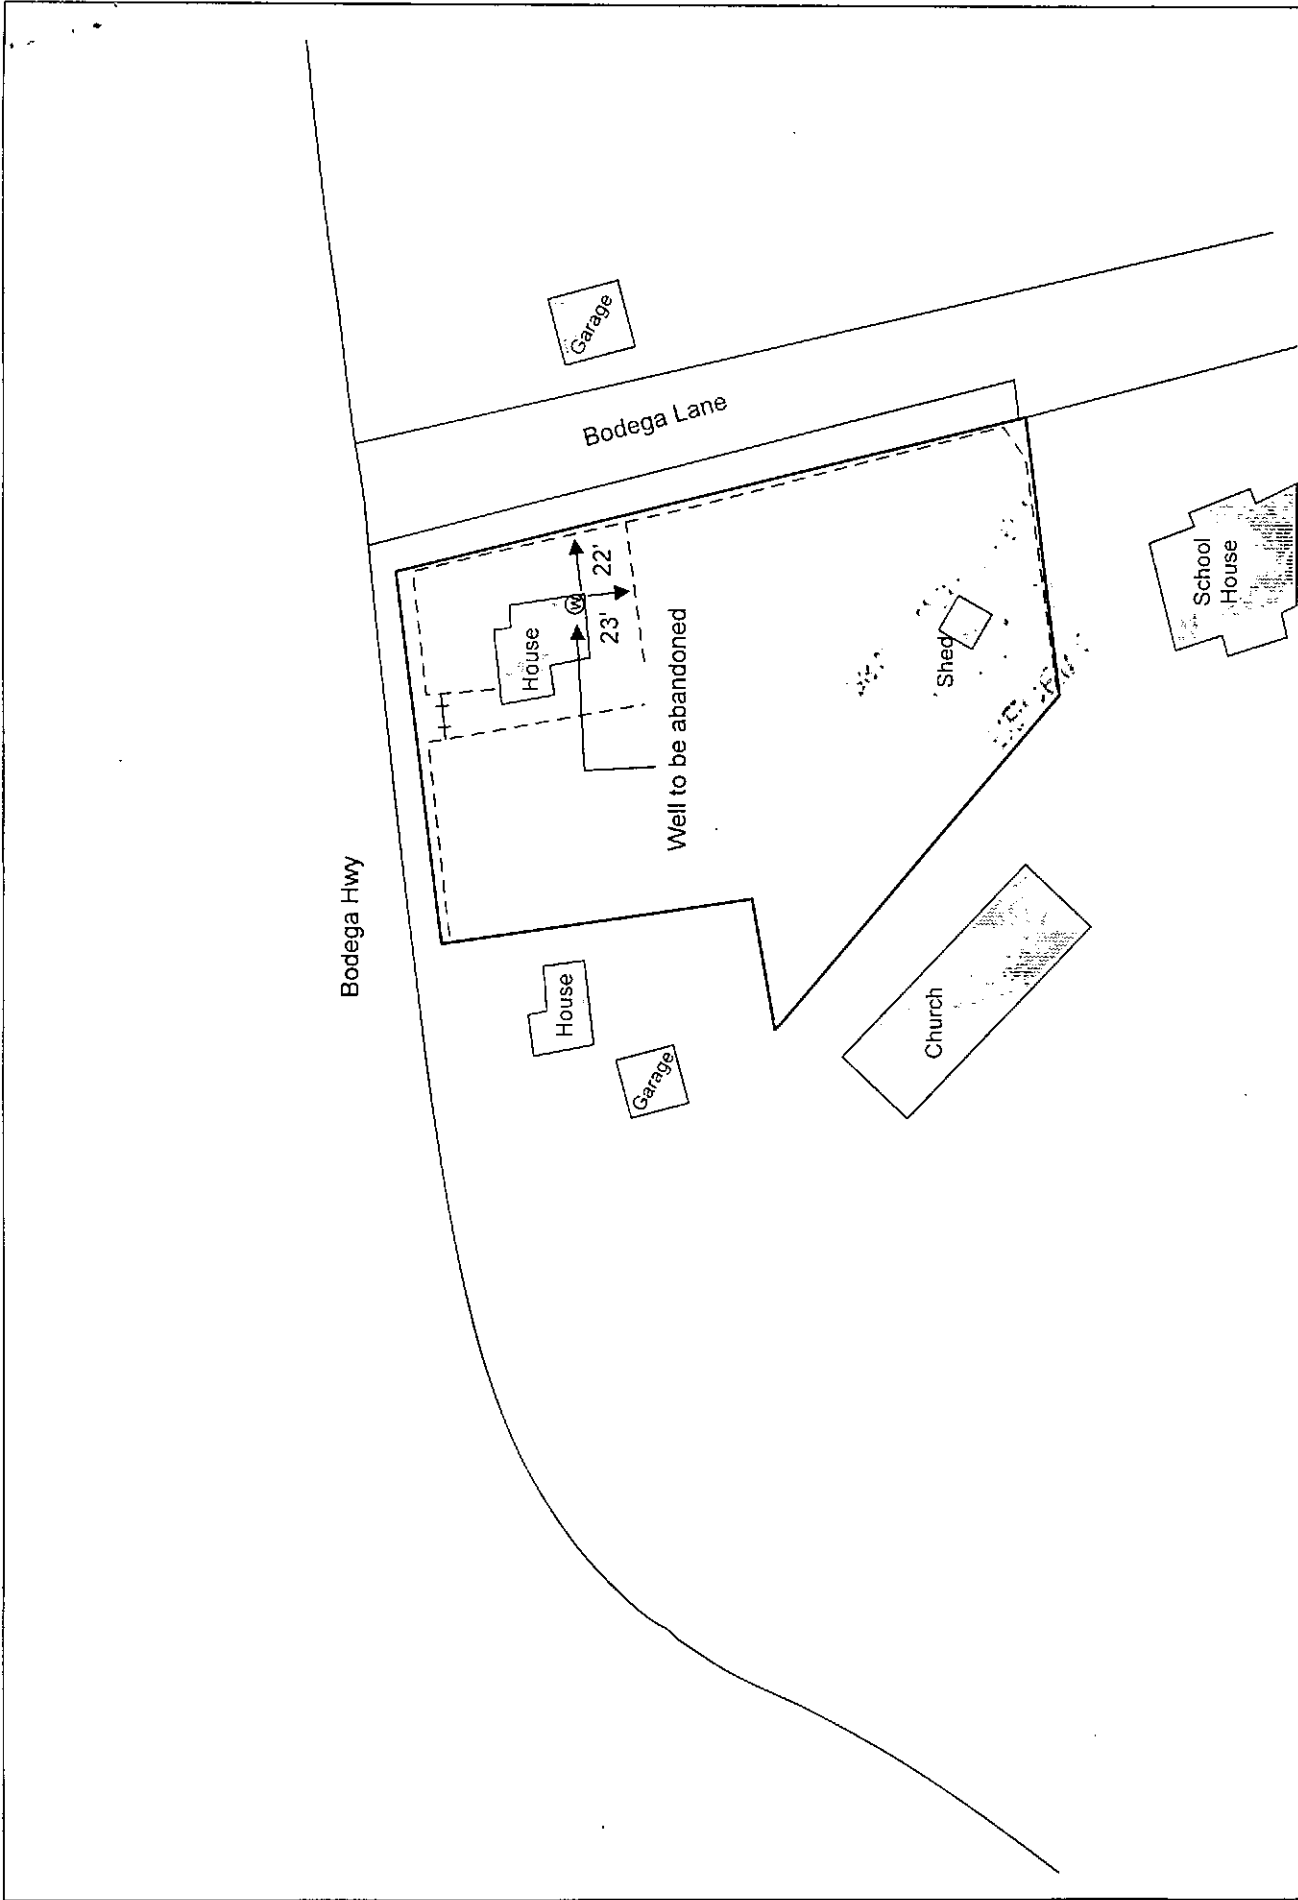 Bodega Hwy
Garage
Bodega Lane
House
W
22'
23'
Well to be abandoned
Shed
School
House
House
Garage
Church